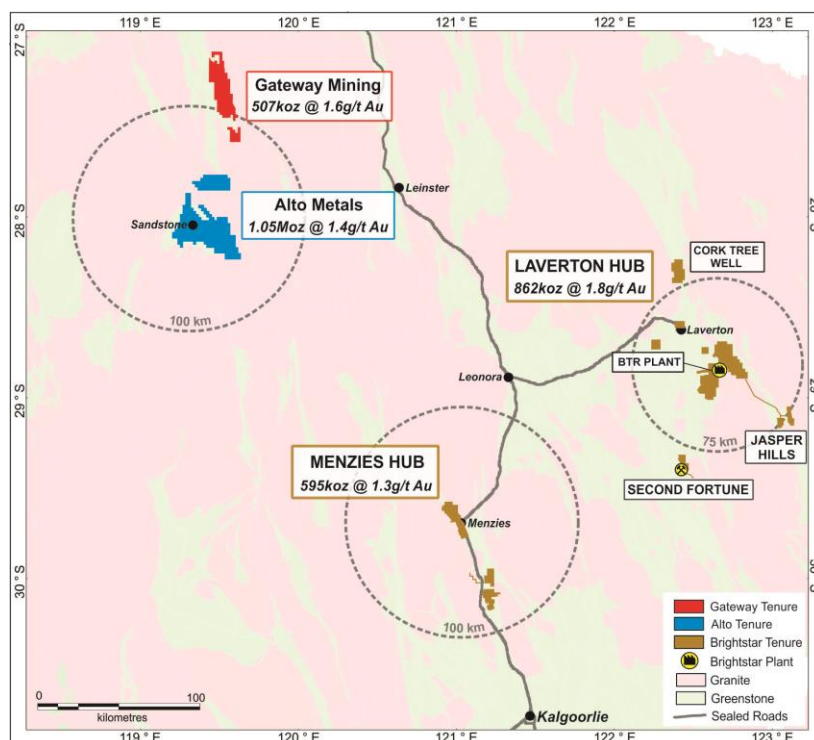 119 ° E
120 ° E
121 ° E
122 ° E
123 ° E
27° S
Gateway Mining
507koz @ 1.6g/t Au
Leinster
Alto Metals
1.05Moz @ 1.4g/t Au
Sandstone
28° S
100 km
CORK TREE
WELL
LAVERTON HUB
862koz @ 1.8g/t Au
Laverton
BTR PLANT
Leonora
29° S
75 km
JASPER
HILLS
MENZIES HUB
595koz @ 1.3g/t Au
SECOND FORTUNE
Menzies
30° S
100 km
Gateway Tenure
Alto Tenure
Brightstar Tenure
Brightstar Plant
Granite
Greenstone
Sealed Roads
0
100
kilometres
Kalgoorlie
119 ° E
120 ° E
121 ° E
122 ° E
123 ° E